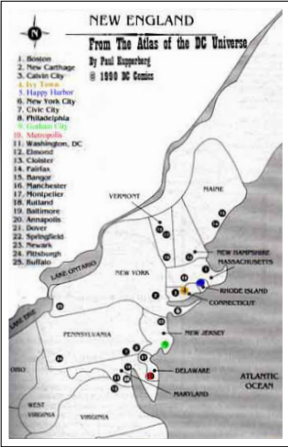 NEW ENGLAND
From The Atlas of the DC Universe
By Paul Kupperberg
@ 1990 DC Comics
N
1. Boston
2. New Carthage
3. Calvin City
4. Ivy Town
5. Happy Harbor
6. New York City
7. Civic City
8. Philadelphia
9. Gotham City
10. Metropolis
11. Washington, DC
12. Elmond
13. Cloister
14. Fairfax
15. Bangor
16. Manchester
17. Montpelier
18. Rutland
19. Baltimore
20. Annapolis
21. Dover
22. Springfield
23. Newark
24. Pittsburgh
25. Buffalo
MAINE
VERMONT
NEW HAMPSHIRE
MASSACHUSETTS
LAKE ONTARIO
NEW YORK
RHODE ISLAND
CONNECTICUT
LAKE ERIE
NEW JERSEY
PENNSYLVANIA
OHIO
DELAWARE
ATLANTIC
OCEAN
MARYLAND
WEST
VIRGINIA
VIRGINIA